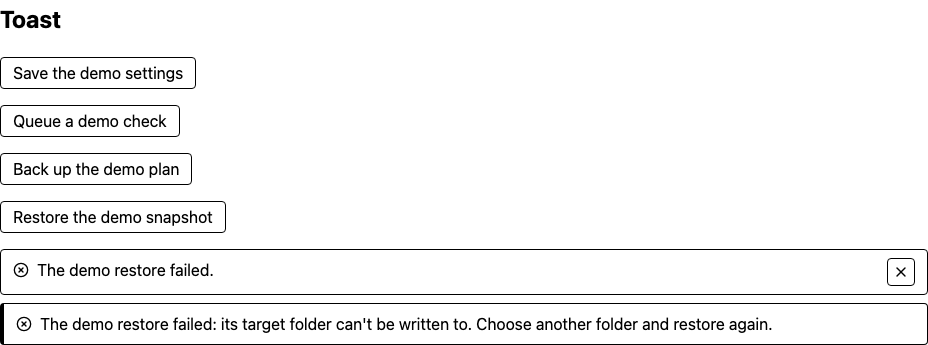 Toast
Save the demo settings
Queue a demo check
Back up the demo plan
Restore the demo snapshot
The demo restore failed.
The demo restore failed: its target folder can't be written to. Choose another folder and restore again.